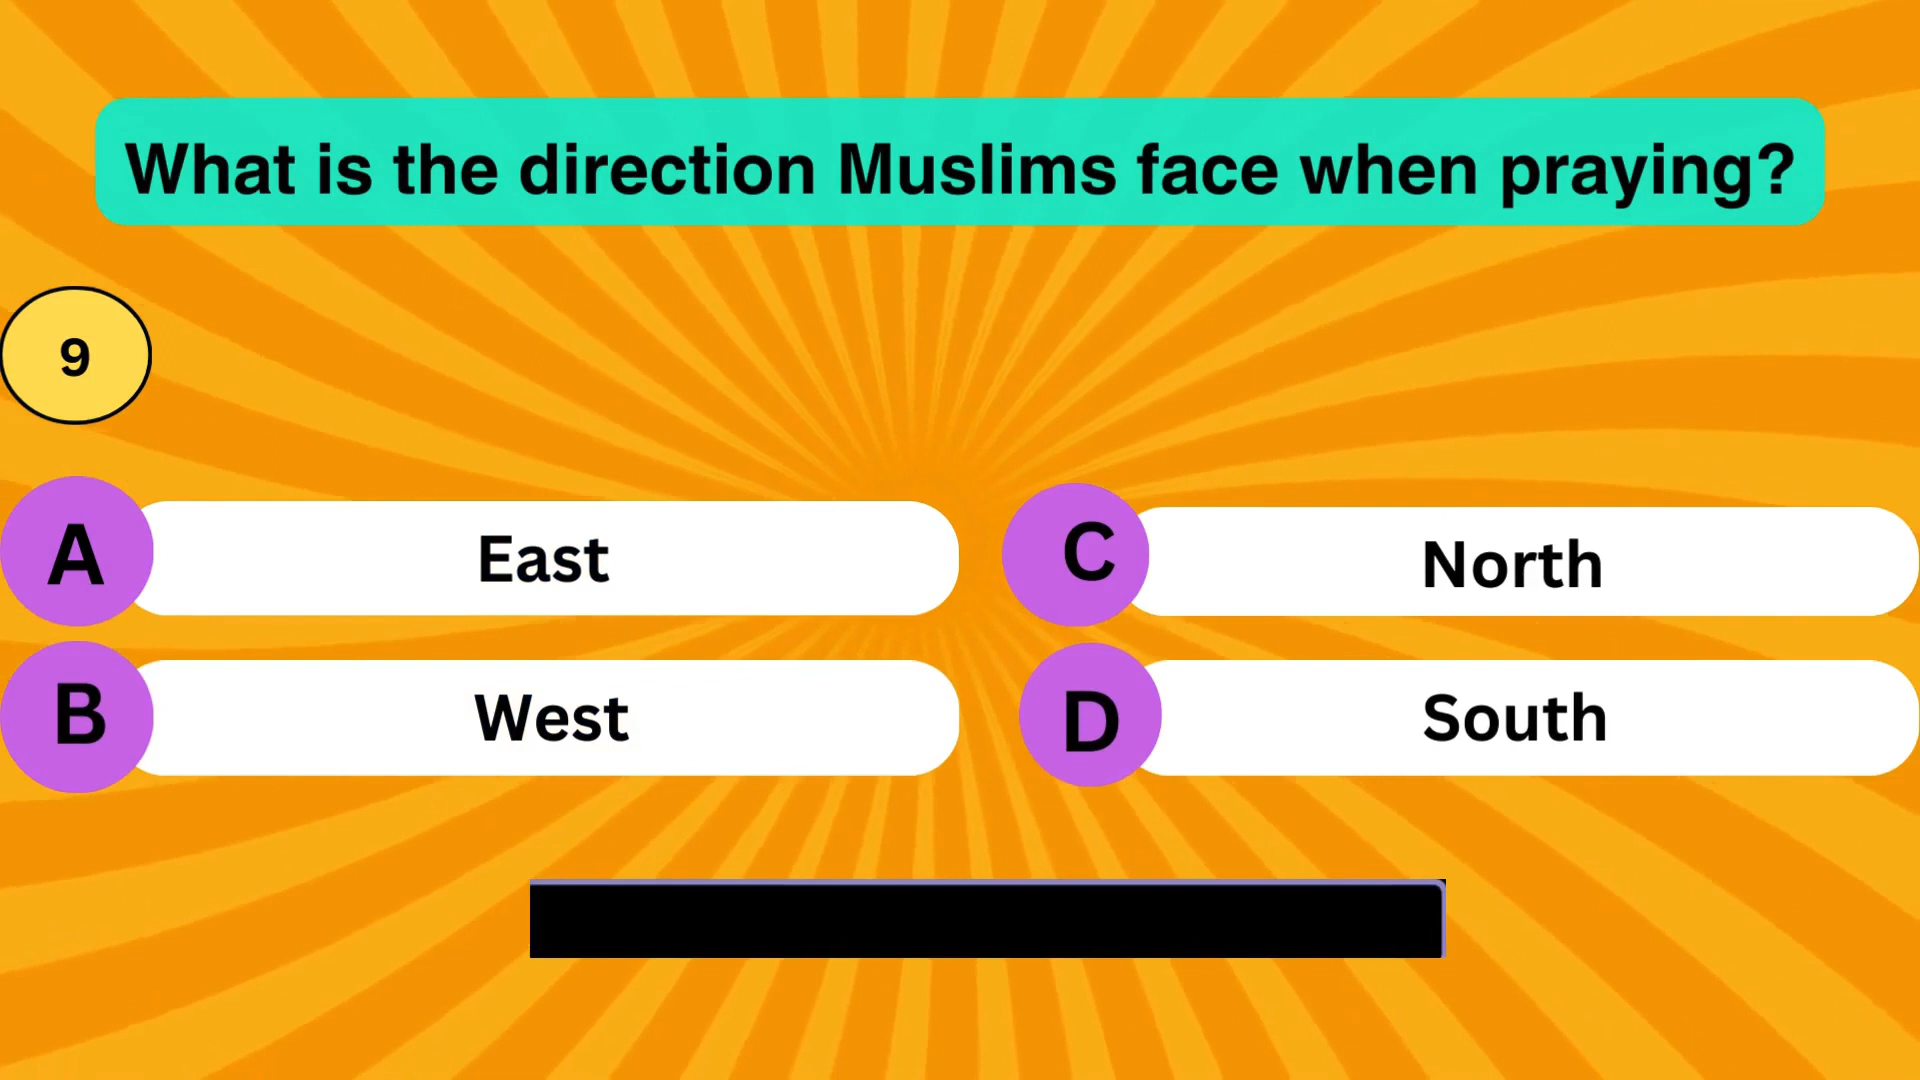 What is the direction Muslims face when praying?
9
A East
C North
B West
D South